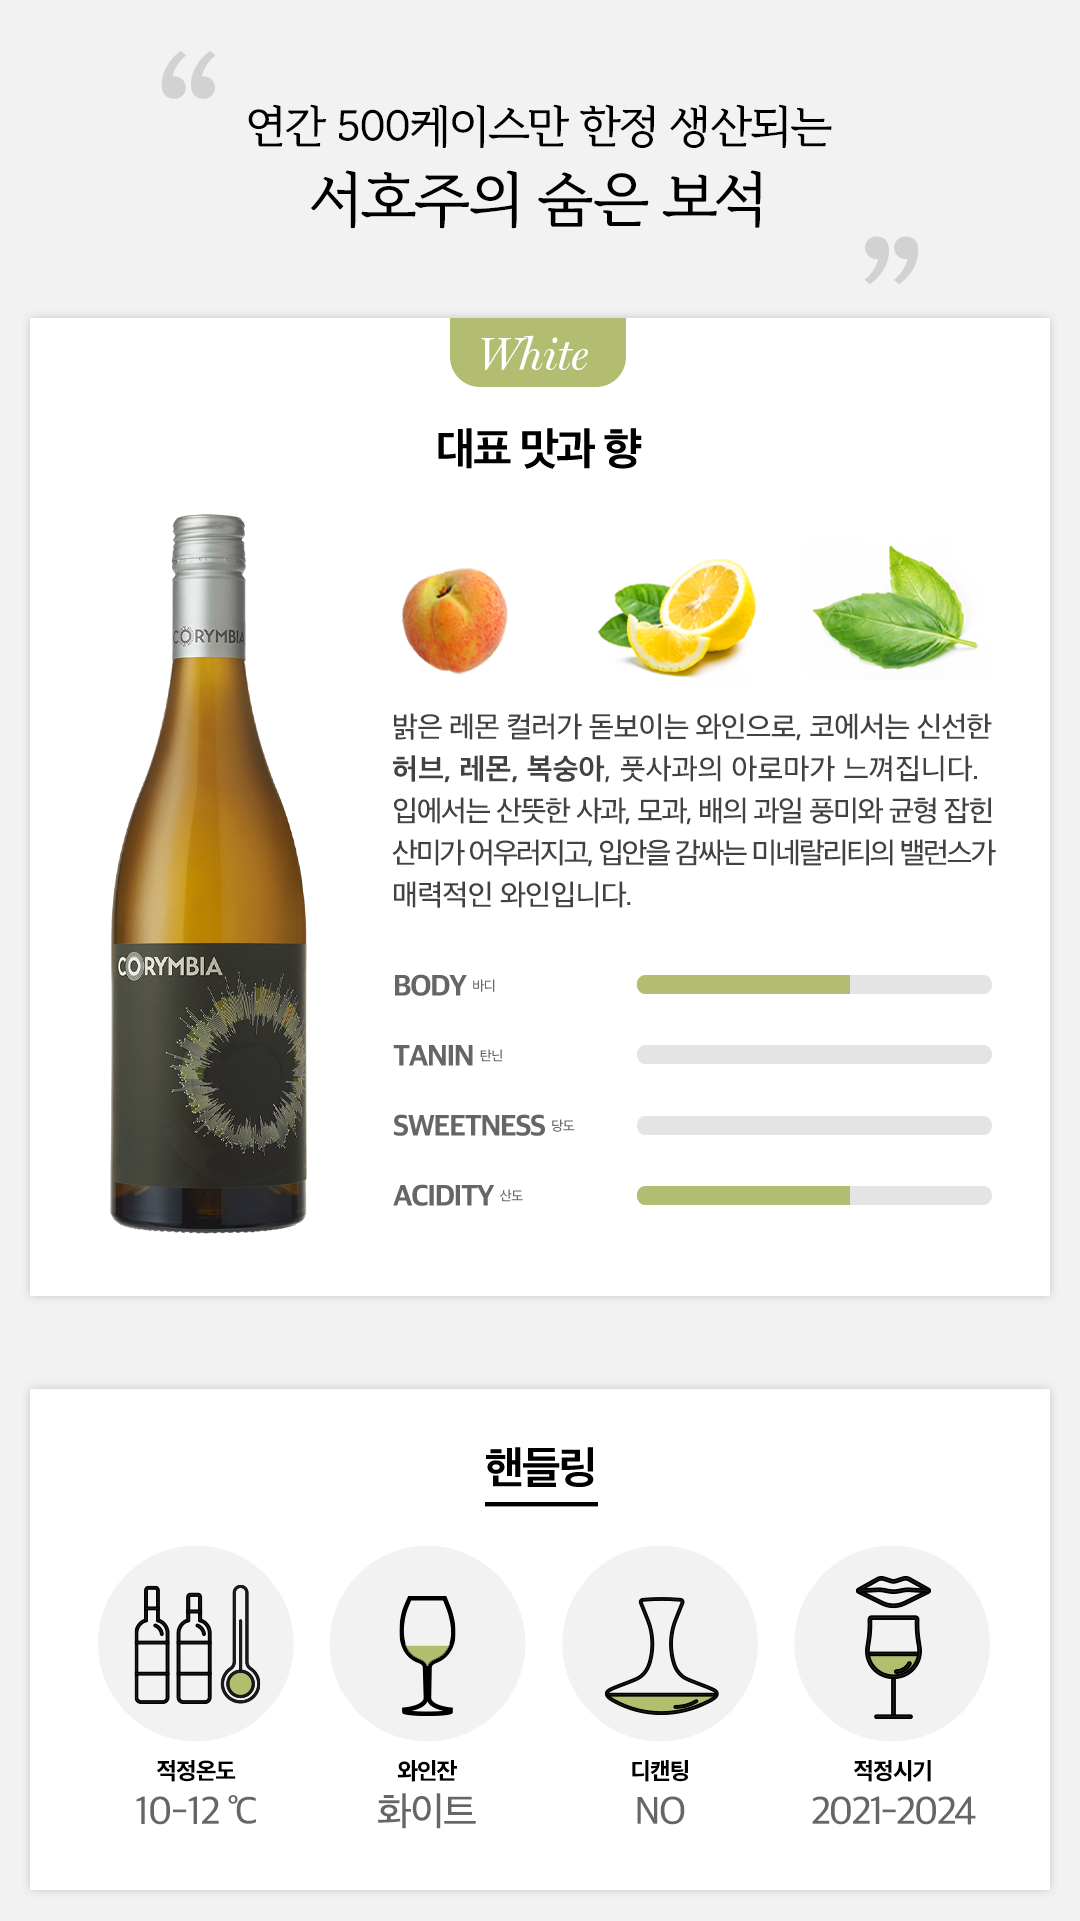 “
연간 500케이스만 한정 생산되는
서호주의 숨은 보석
”
White
대표 맛과 향
CORYMBIA
밝은 레몬 컬러가 돋보이는 와인으로, 코에서는 신선한
허브, 레몬, 복숭아, 풋사과의 아로마가 느껴집니다.
입에서는 산뜻한 사과, 모과, 배의 과일 풍미와 균형 잡힌
산미가 어우러지고, 입안을 감싸는 미네랄리티의 밸런스가
매력적인 와인입니다.
CORYMBIA
BODY 바디
TANIN 탄닌
SWEETNESS 당도
ACIDITY 산도
핸들링
적정온도
10-12 ℃
와인잔
화이트
디캔팅
NO
적정시기
2021-2024